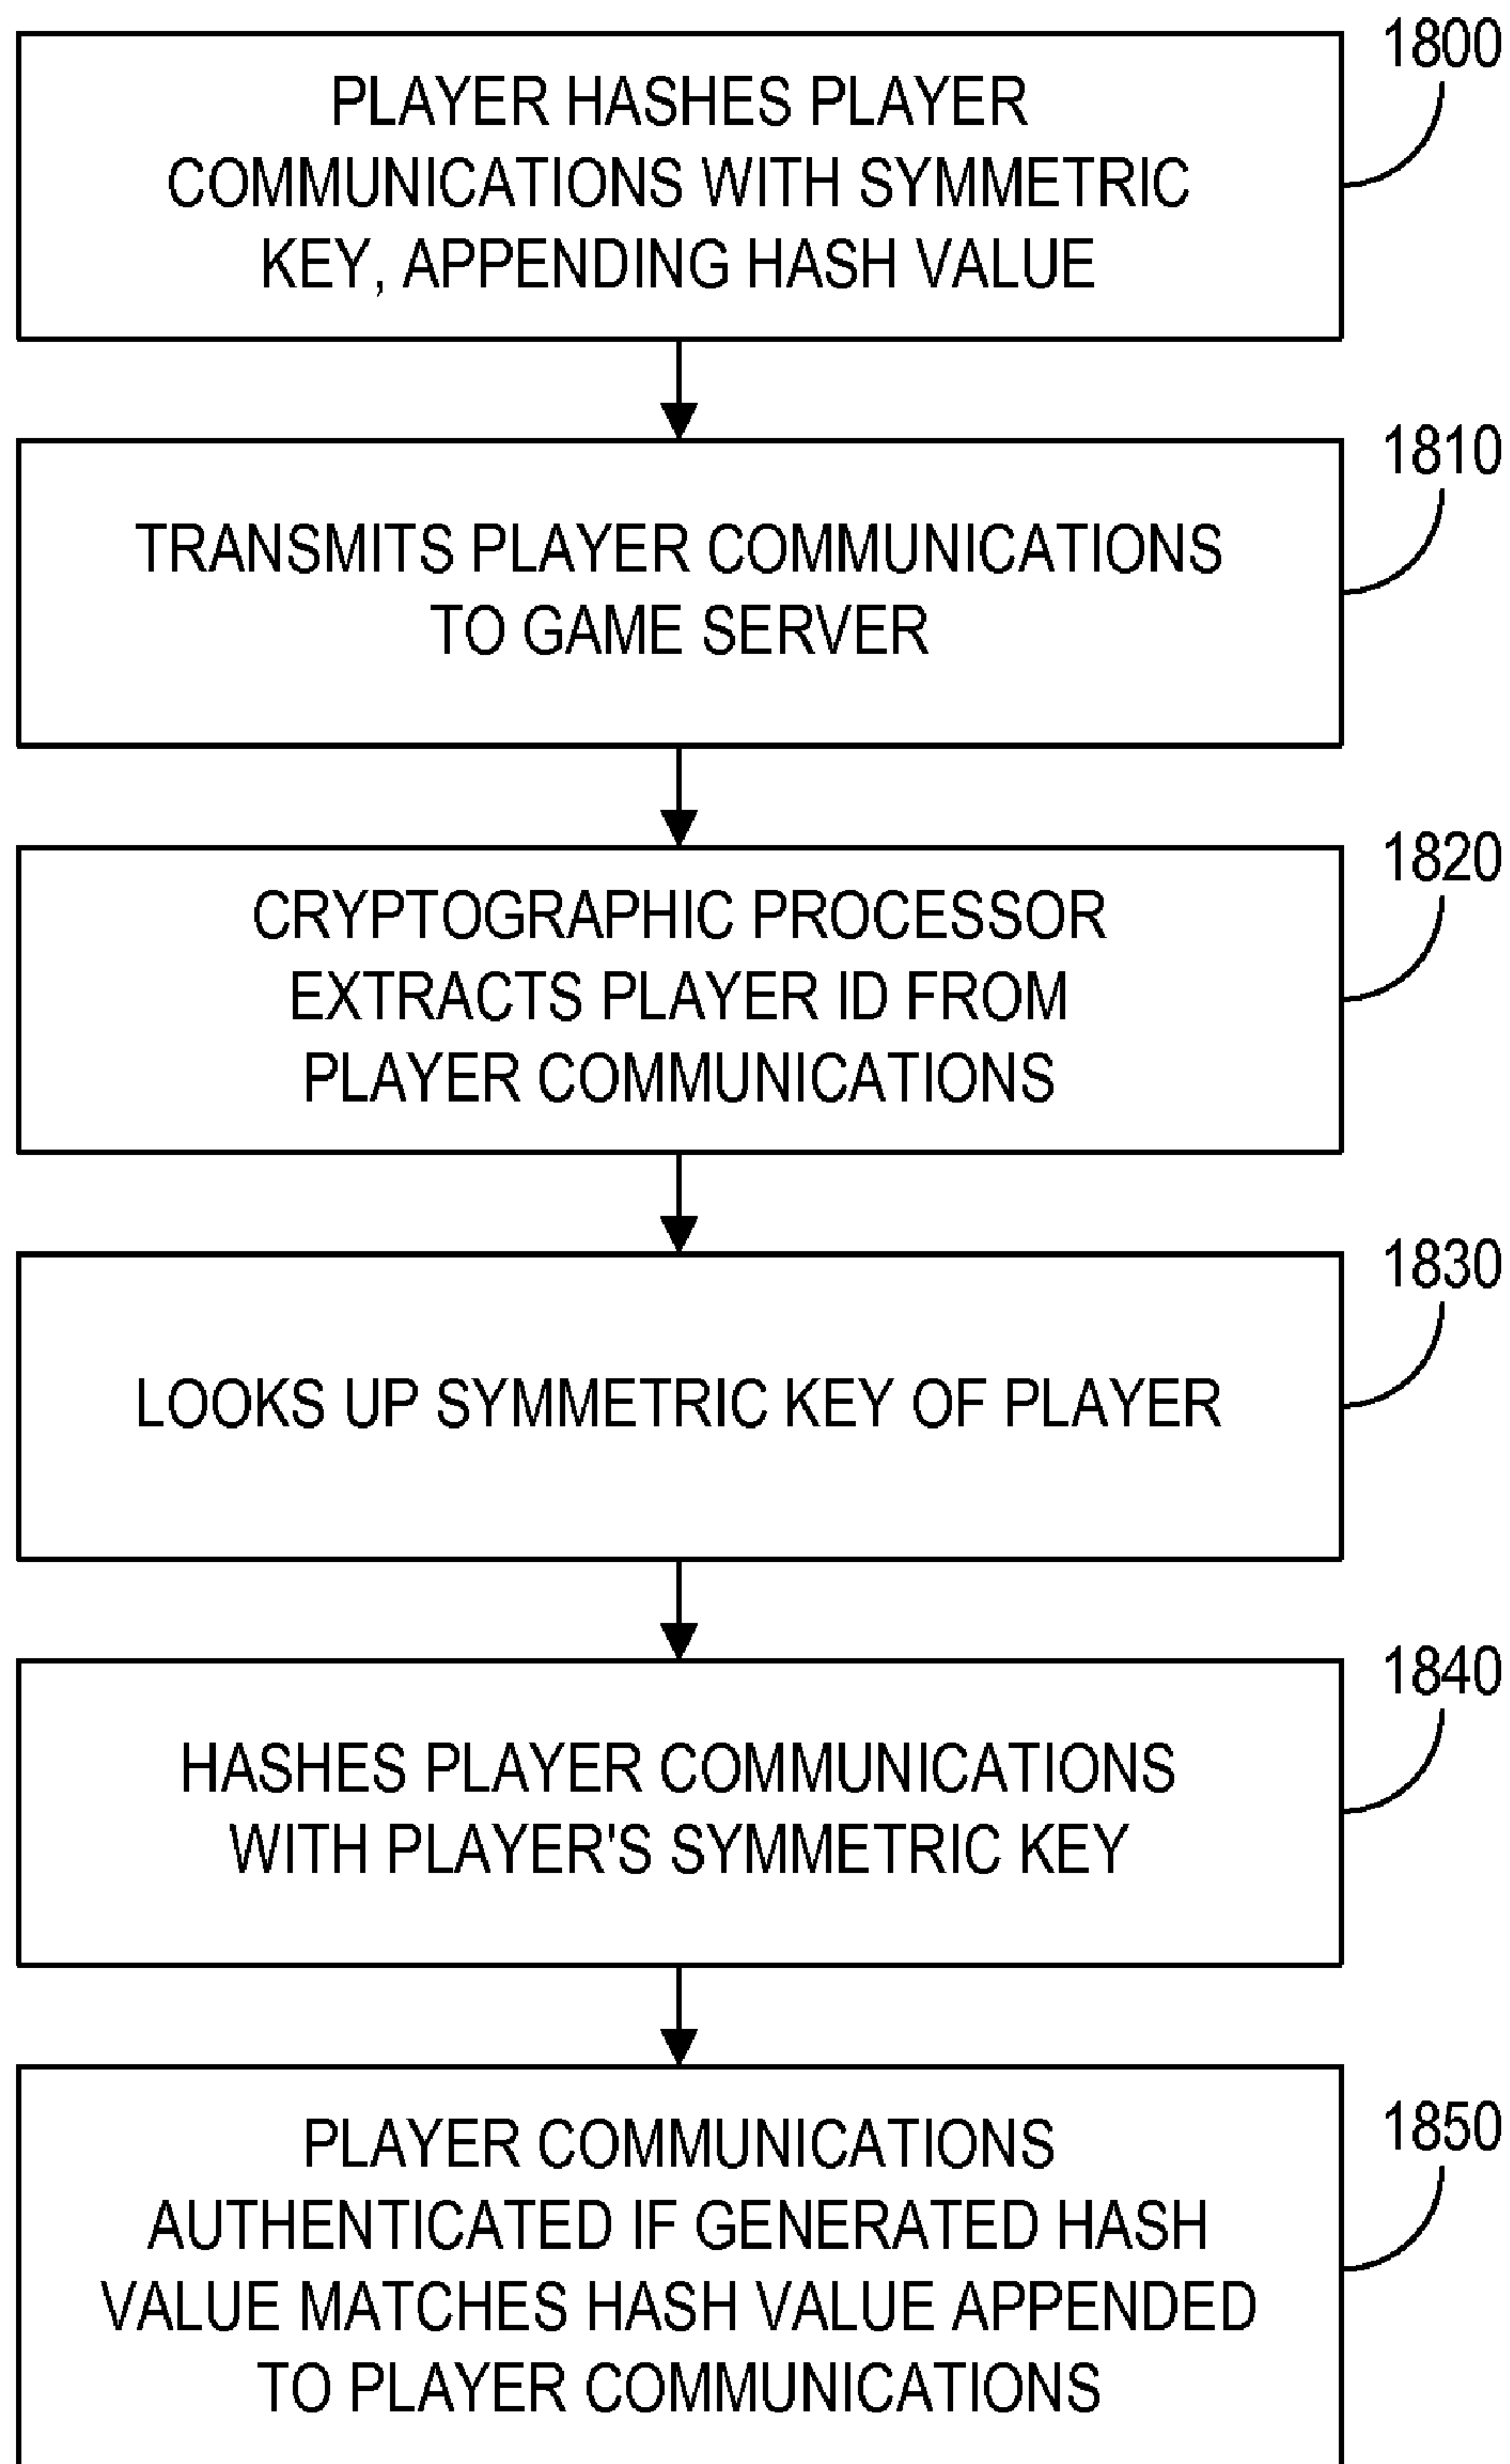 1800
PLAYER HASHES PLAYER
COMMUNICATIONS WITH SYMMETRIC
KEY, APPENDING HASH VALUE
1810
TRANSMITS PLAYER COMMUNICATIONS
TO GAME SERVER
1820
CRYPTOGRAPHIC PROCESSOR
EXTRACTS PLAYER ID FROM
PLAYER COMMUNICATIONS
1830
LOOKS UP SYMMETRIC KEY OF PLAYER
1840
HASHES PLAYER COMMUNICATIONS
WITH PLAYER'S SYMMETRIC KEY
1850
PLAYER COMMUNICATIONS
AUTHENTICATED IF GENERATED HASH
VALUE MATCHES HASH VALUE APPENDED
TO PLAYER COMMUNICATIONS